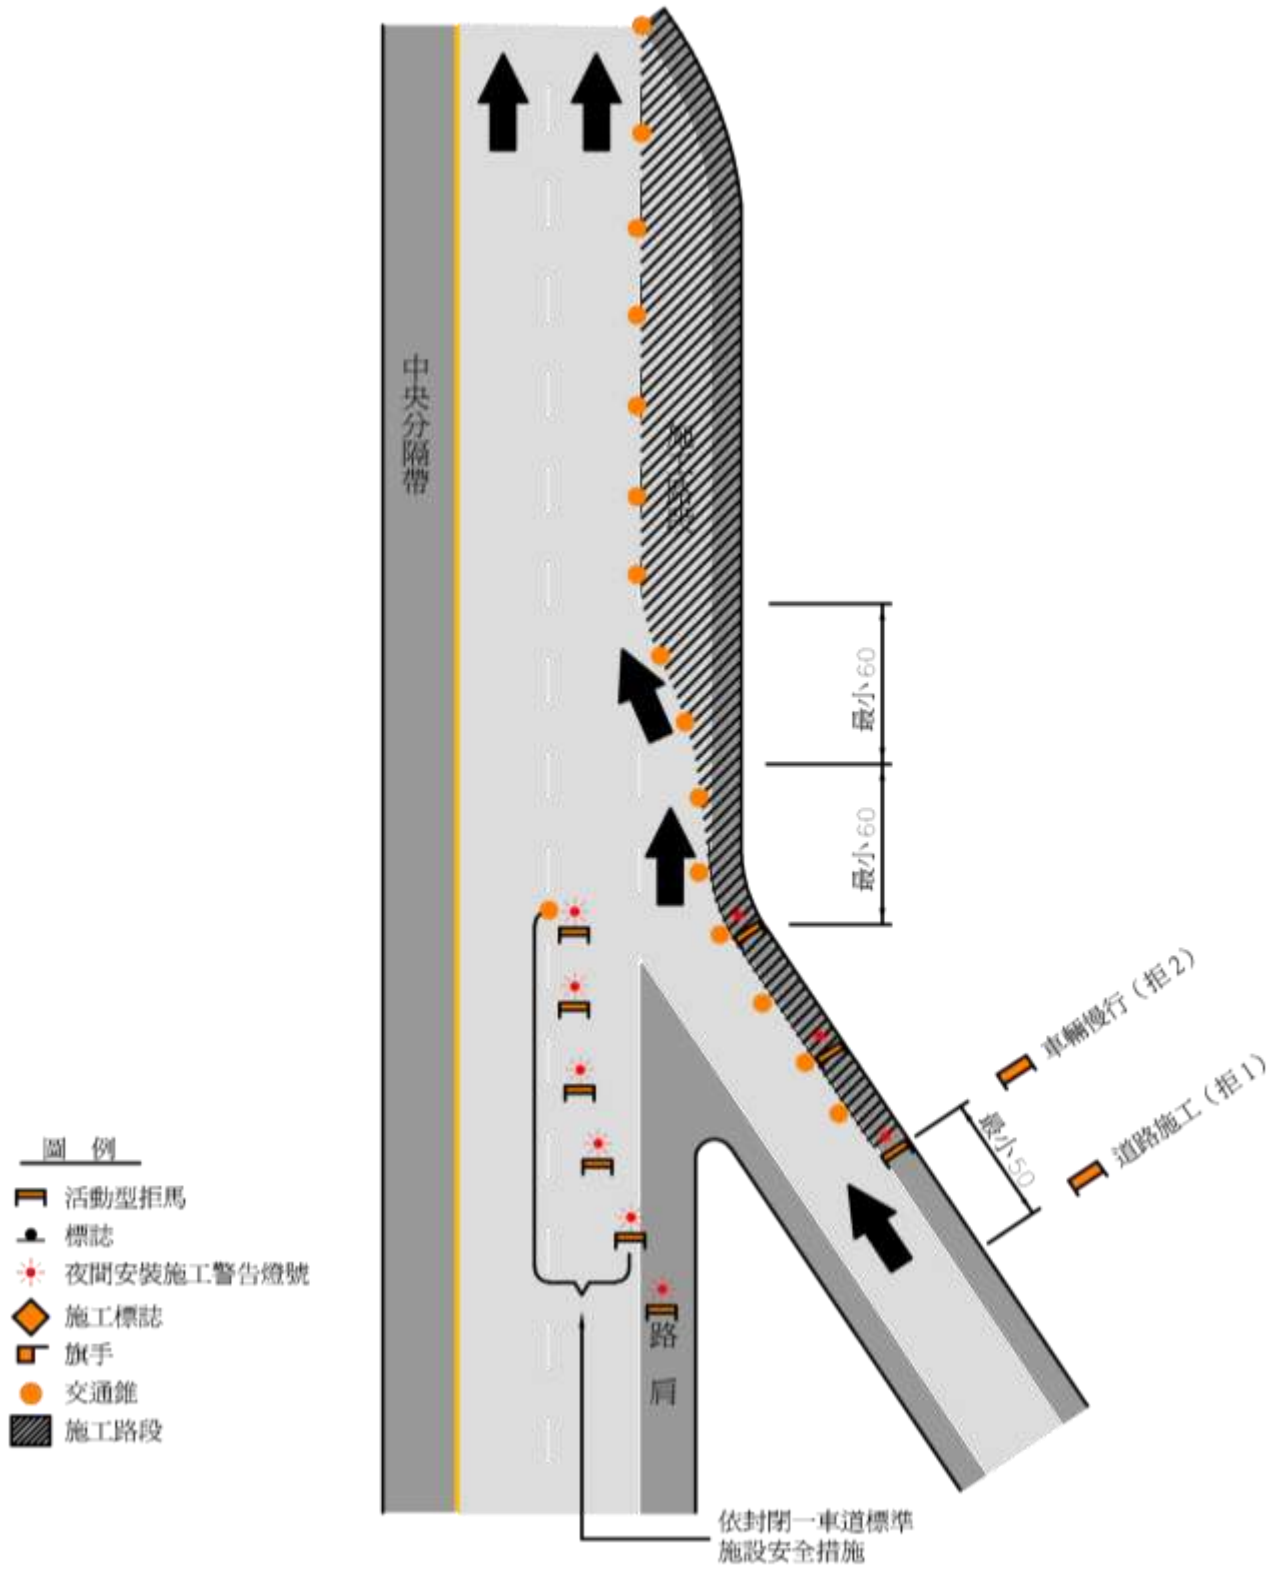 中央分隔帶
施工路段
最小60
最小60
車輛慢行（拒2）
最小50
道路施工（拒1）
圖 例
活動型拒馬
標誌
夜間安裝施工警告燈號
施工標誌
旗手
交通錐
施工路段
路肩
依封閉一車道標準
施設安全措施